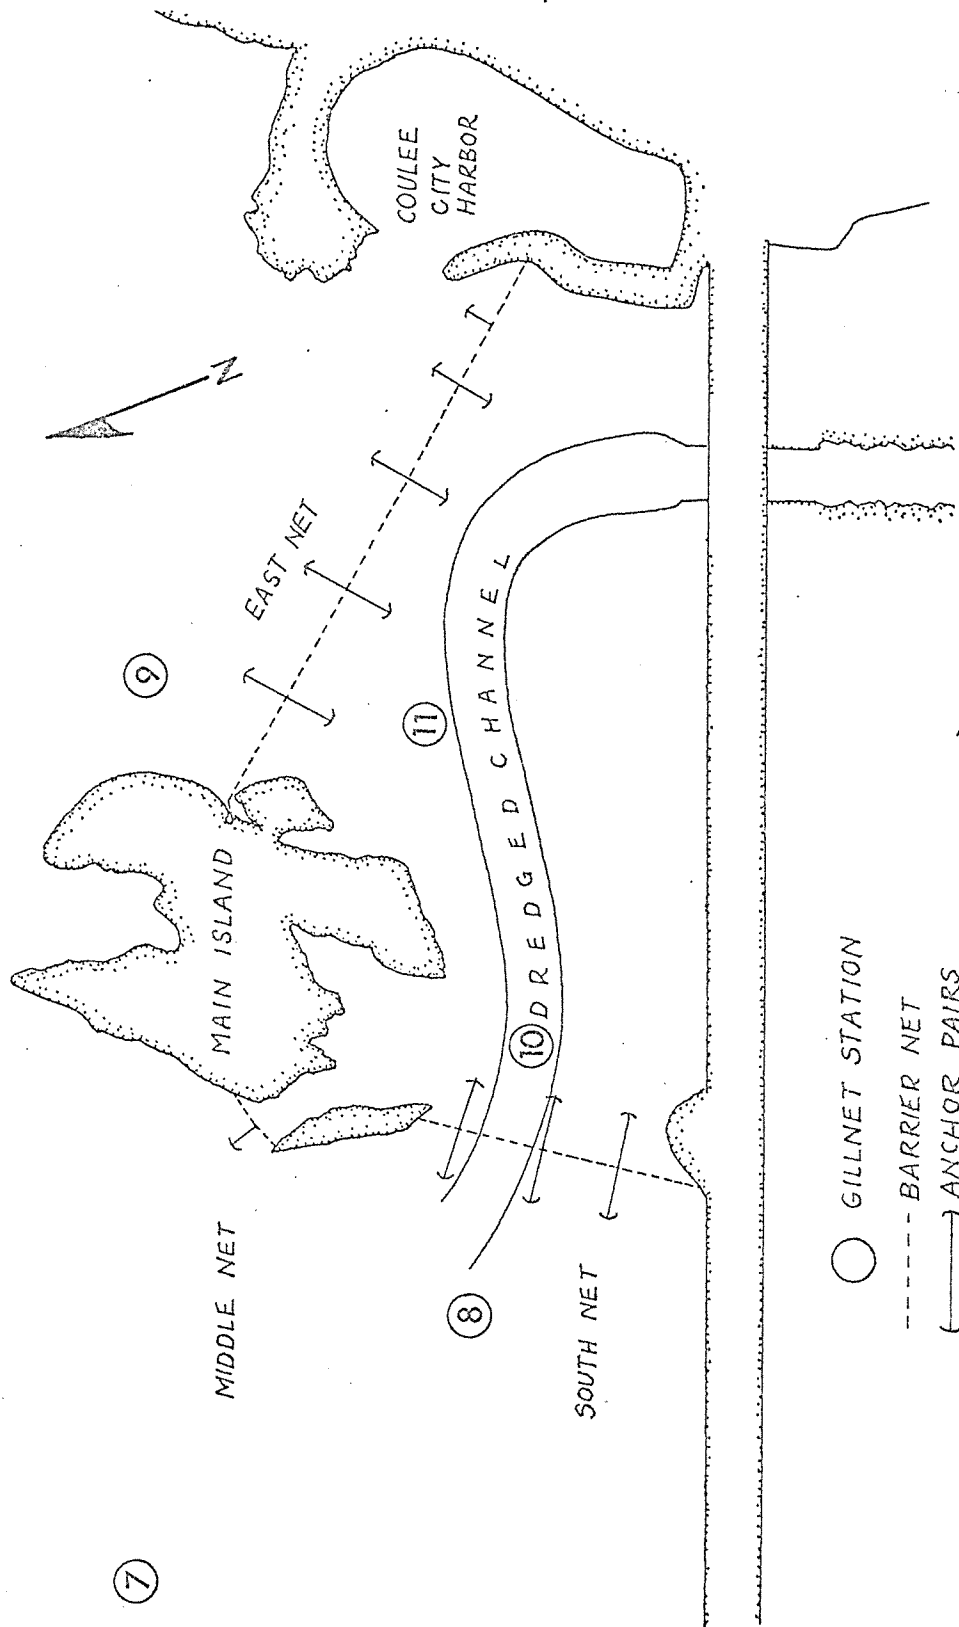 COULEE
CITY
HARBOR
N
EAST NET
9
11
MAIN ISLAND
DREDGED CHANNEL
10
MIDDLE NET
8
SOUTH NET
7
GILLNET STATION
BARRIER NET
ANCHOR PAIRS